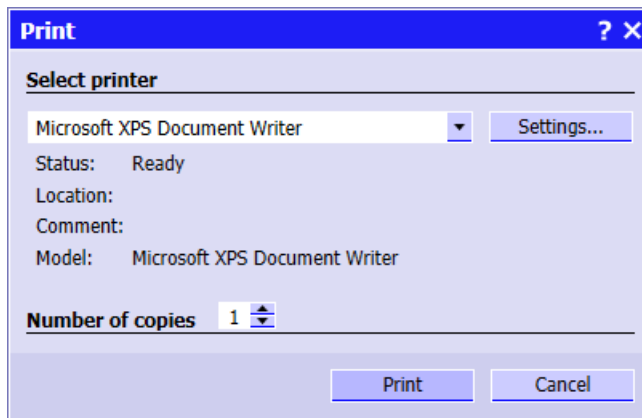 Print ? ×
Select printer
Microsoft XPS Document Writer Settings...
Status: Ready
Location:
Comment:
Model: Microsoft XPS Document Writer
Number of copies 1
Print Cancel